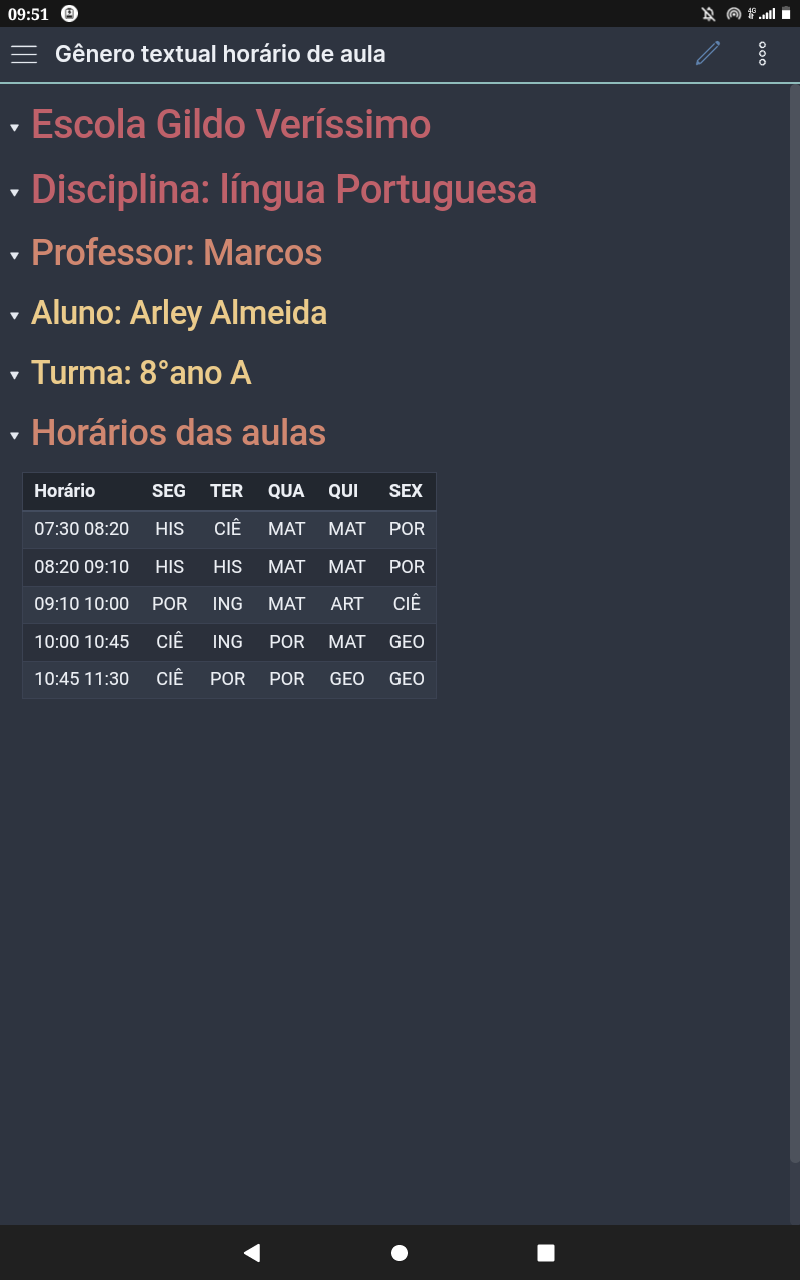 09:51 4G
Gênero textual horário de aula
Escola Gildo Veríssimo
Disciplina: língua Portuguesa
Professor: Marcos
Aluno: Arley Almeida
Turma: 8°ano A
Horários das aulas
Horário SEG TER QUA QUI SEX
07:30 08:20 HIS CIÊ MAT MAT POR
08:20 09:10 HIS HIS MAT MAT POR
09:10 10:00 POR ING MAT ART CIÊ
10:00 10:45 CIÊ ING POR MAT GEO
10:45 11:30 CIÊ POR POR GEO GEO